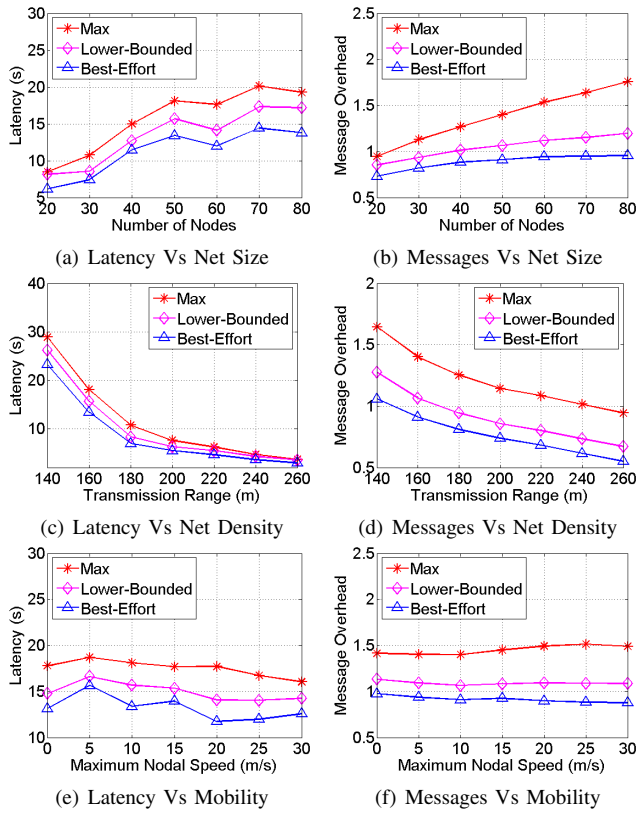 30
25
20
15
10
5
Latency (s)
Max
Lower-Bounded
Best-Effort
20 30 40 50 60 70 80
Number of Nodes
(a) Latency Vs Net Size
2.5
2
1.5
1
0.5
Message Overhead
Max
Lower-Bounded
Best-Effort
20 30 40 50 60 70 80
Number of Nodes
(b) Messages Vs Net Size
40
30
20
10
Latency (s)
Max
Lower-Bounded
Best-Effort
140 160 180 200 220 240 260
Transmission Range (m)
(c) Latency Vs Net Density
2
1.5
1
0.5
Message Overhead
Max
Lower-Bounded
Best-Effort
140 160 180 200 220 240 260
Transmission Range (m)
(d) Messages Vs Net Density
30
25
20
15
10
Latency (s)
Max
Lower-Bounded
Best-Effort
0 5 10 15 20 25 30
Maximum Nodal Speed (m/s)
(e) Latency Vs Mobility
2.5
2
1.5
1
0.5
Message Overhead
Max
Lower-Bounded
Best-Effort
0 5 10 15 20 25 30
Maximum Nodal Speed (m/s)
(f) Messages Vs Mobility